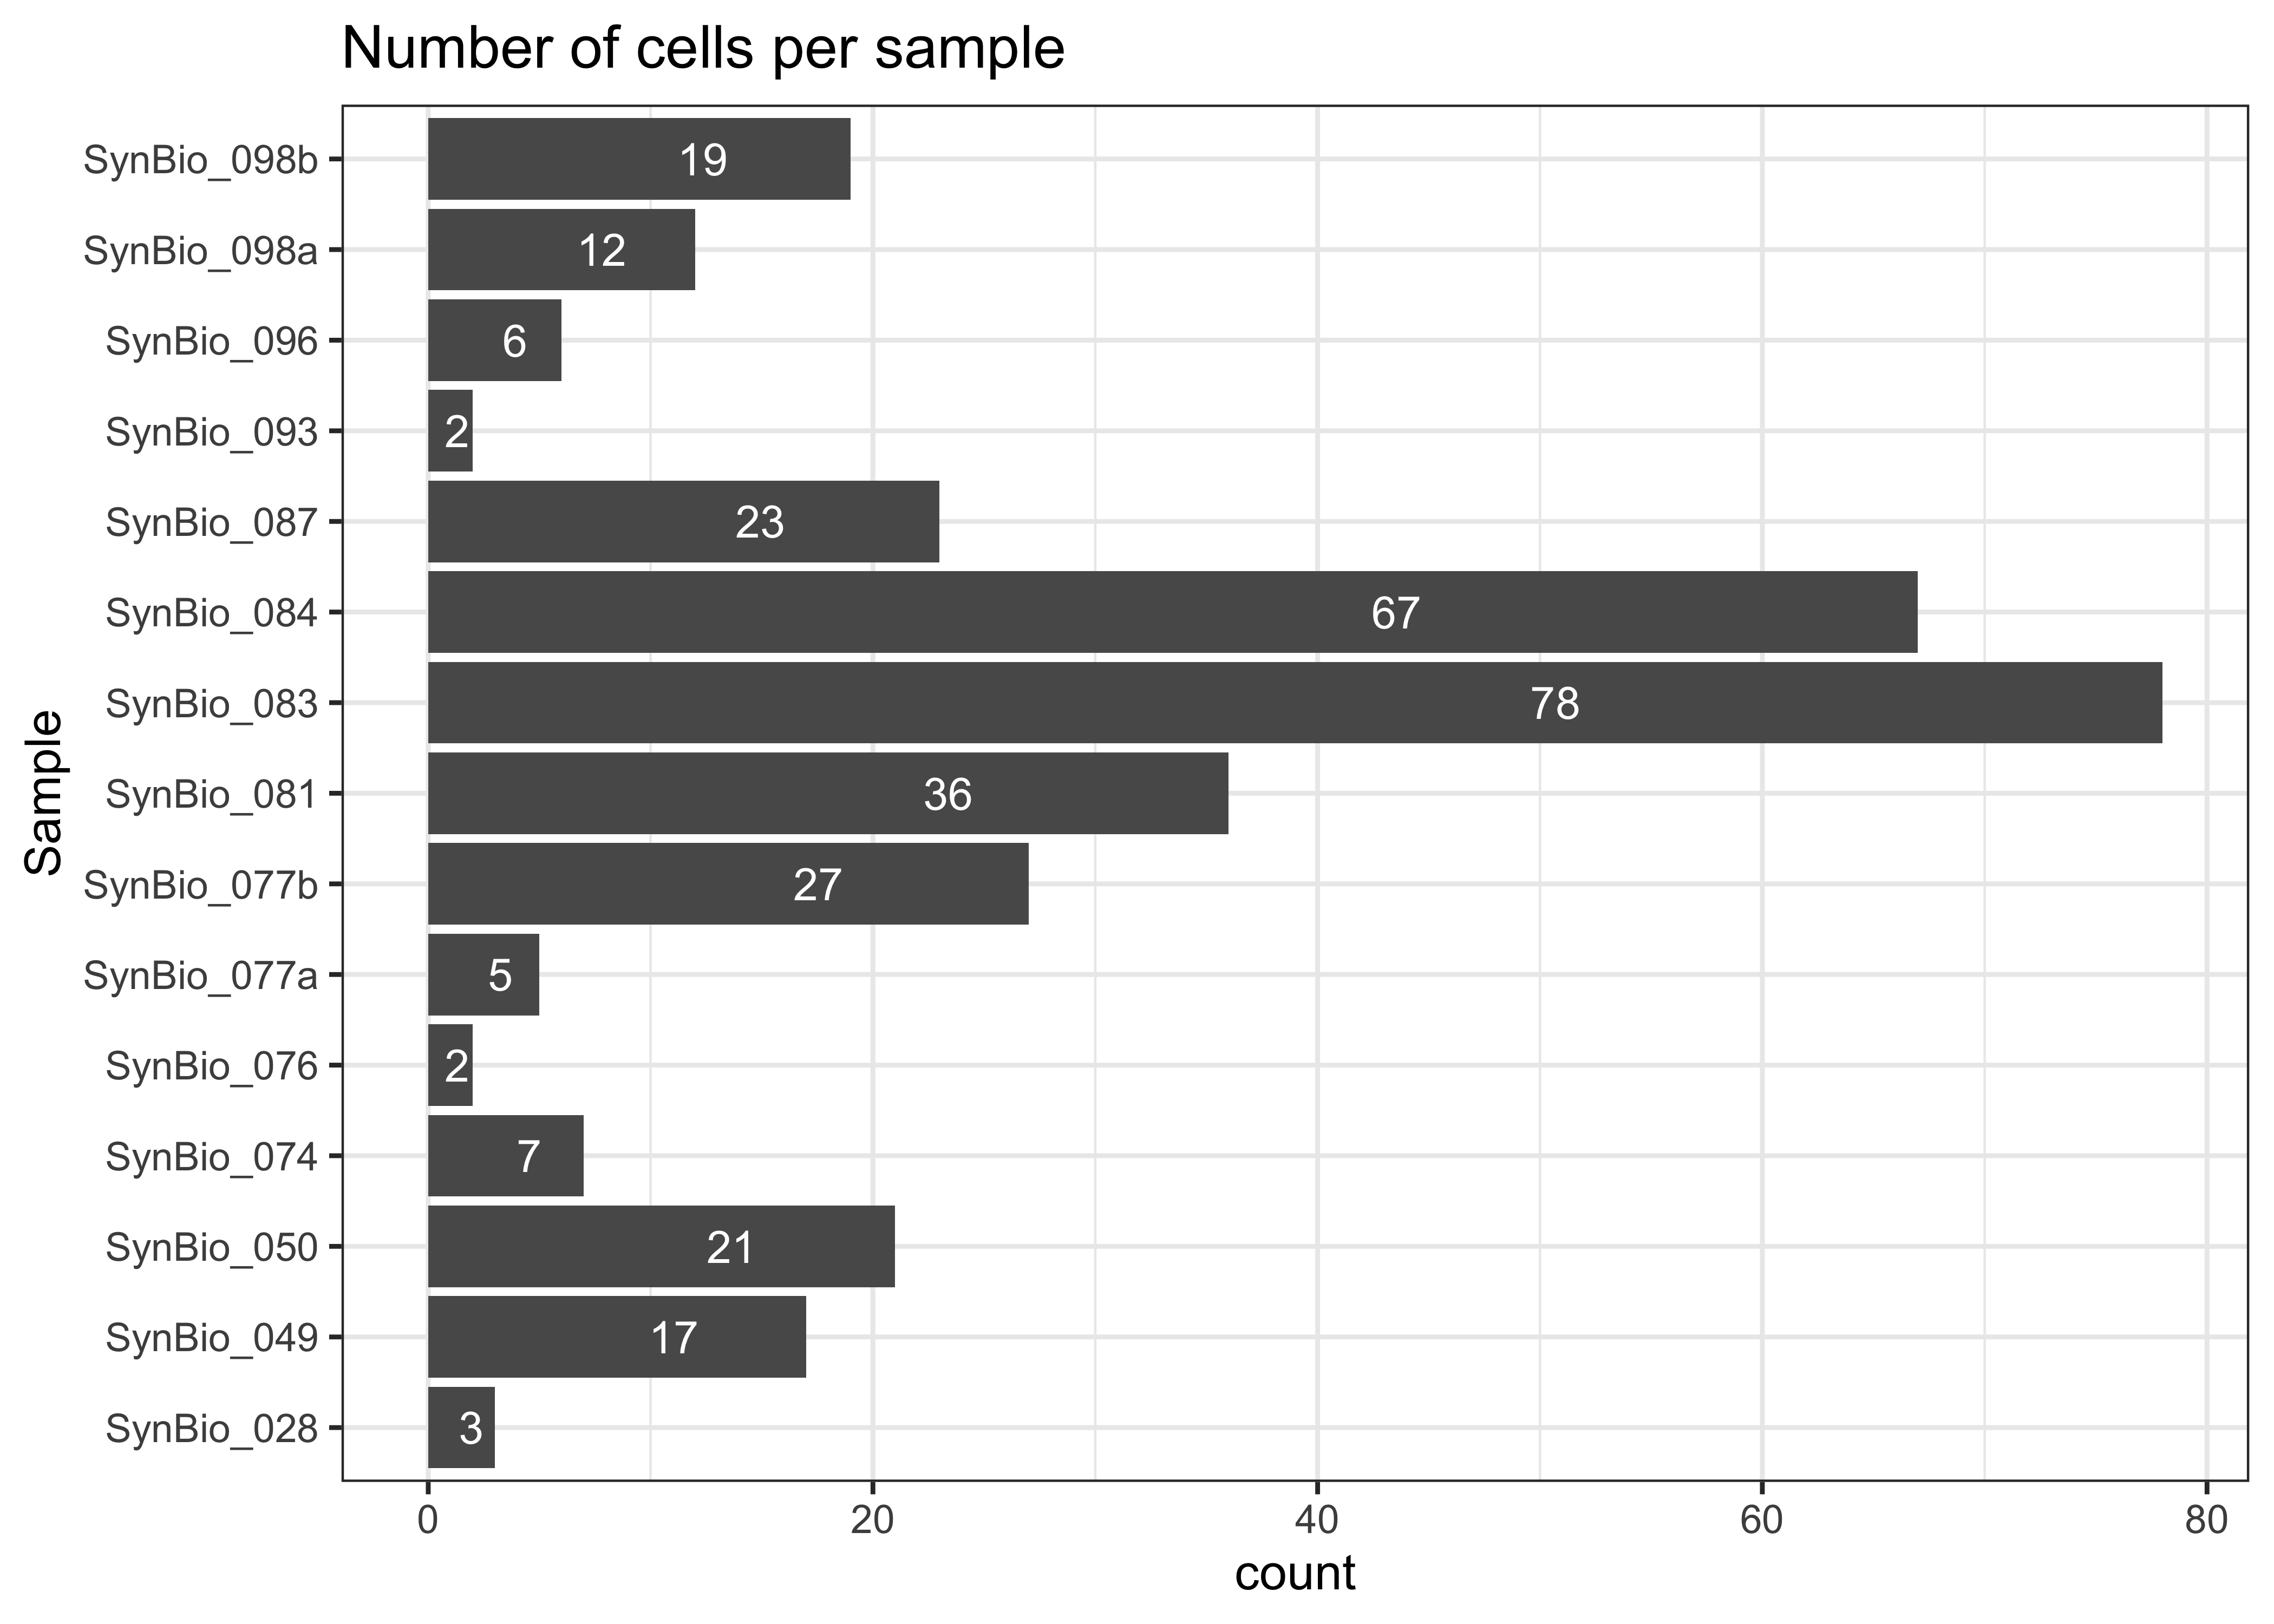 Number of cells per sample
Sample
SynBio_098b 19
SynBio_098a 12
SynBio_096 6
SynBio_093 2
SynBio_087 23
SynBio_084 67
SynBio_083 78
SynBio_081 36
SynBio_077b 27
SynBio_077a 5
SynBio_076 2
SynBio_074 7
SynBio_050 21
SynBio_049 17
SynBio_028 3
0 20 40 60 80
count